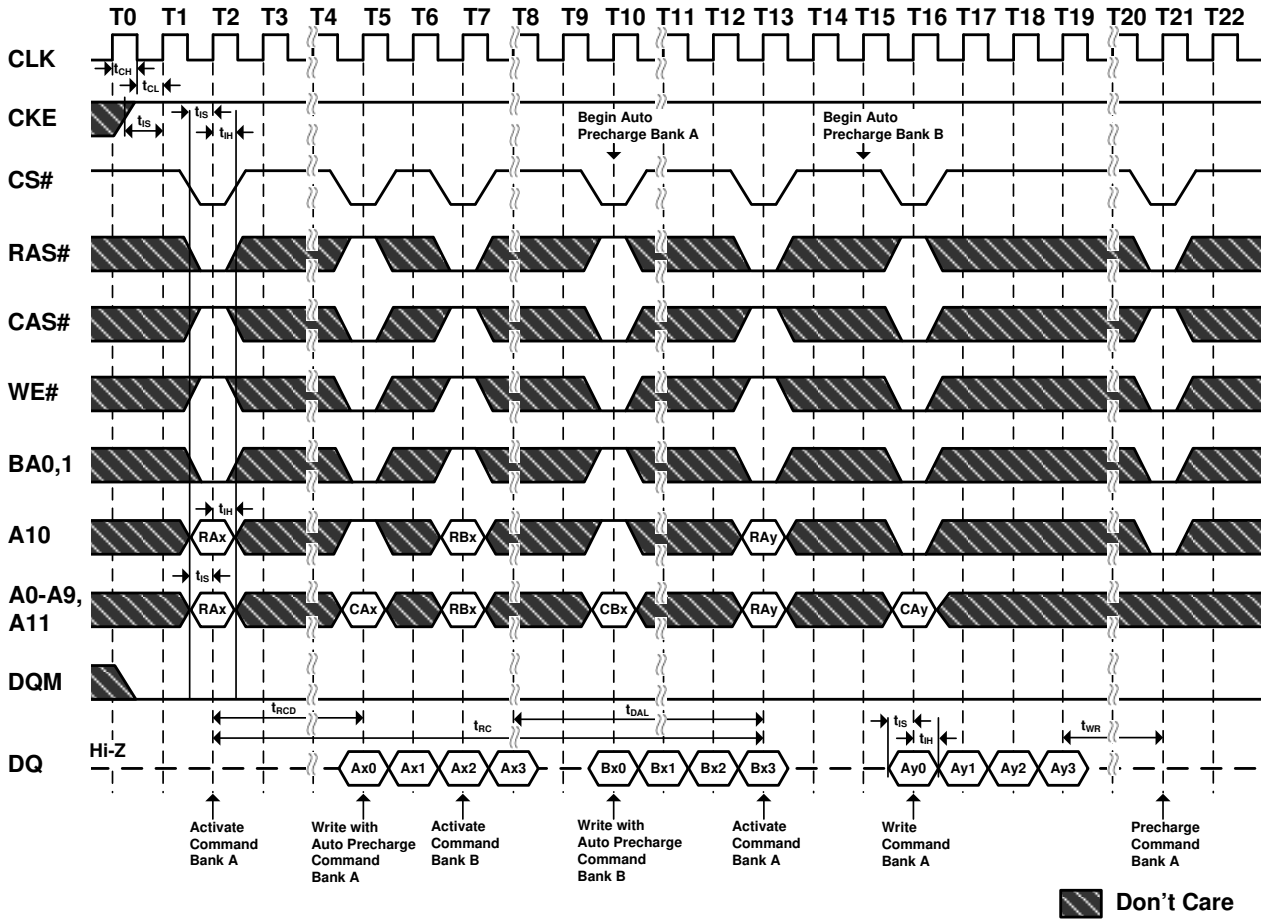 T0 T1 T2 T3 T4 T5 T6 T7 T8 T9 T10 T11 T12 T13 T14 T15 T16 T17 T18 T19 T20 T21 T22
CLK
tCH
tCL
CKE
tIS
tIS
tIH
Begin Auto
Precharge Bank A
Begin Auto
Precharge Bank B
CS#
RAS#
CAS#
WE#
BA0,1
tIH
A10
RAx
RBx
RAy
tIS
A0-A9,
A11
RAx
CAx
RBx
CBx
RAy
CAy
DQM
tRCD
tDAL
tRC
tIS
tIH
tWR
Hi-Z
DQ
Ax0 Ax1 Ax2 Ax3 Bx0 Bx1 Bx2 Bx3 Ay0 Ay1 Ay2 Ay3
Activate
Command
Bank A
Write with
Auto Precharge
Command
Bank A
Activate
Command
Bank B
Write with
Auto Precharge
Command
Bank B
Activate
Command
Bank A
Write
Command
Bank A
Precharge
Command
Bank A
Don't Care